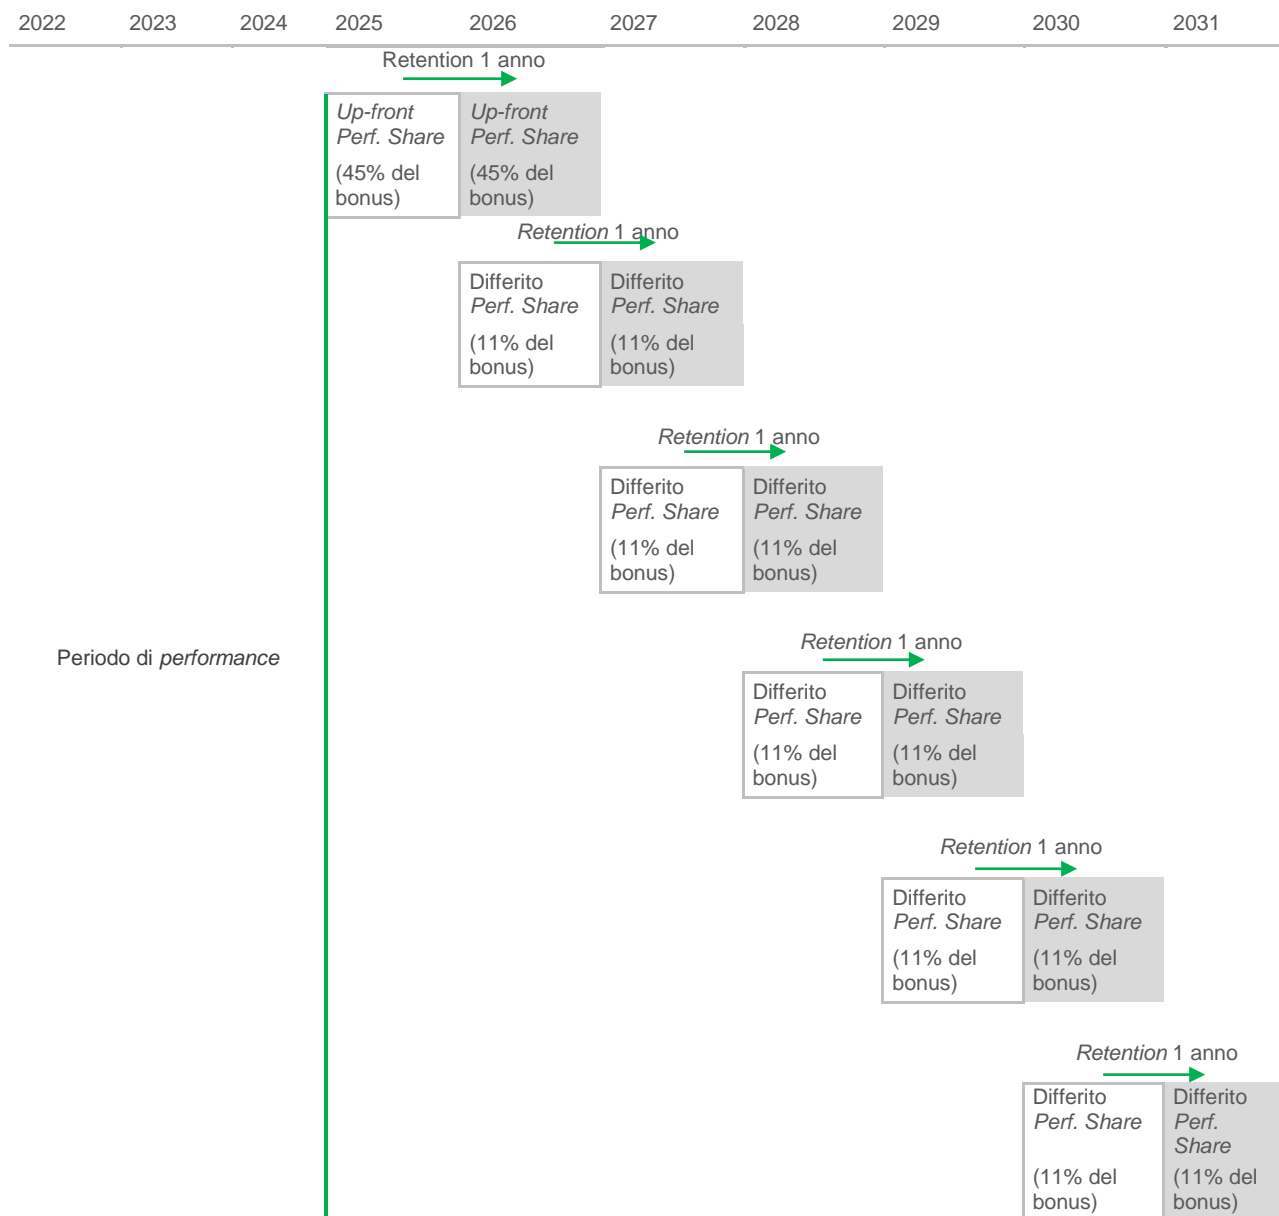 2022 2023 2024 2025 2026 2027 2028 2029 2030 2031
Retention 1 anno
Up-front Up-front
Perf. Share Perf. Share
(45% del (45% del
bonus) bonus)
Retention 1 anno
Differito Differito
Perf. Share Perf. Share
(11% del (11% del
bonus) bonus)
Retention 1 anno
Differito Differito
Perf. Share Perf. Share
(11% del (11% del
bonus) bonus)
Retention 1 anno
Periodo di performance
Differito Differito
Perf. Share Perf. Share
(11% del (11% del
bonus) bonus)
Retention 1 anno
Differito Differito
Perf. Share Perf. Share
(11% del (11% del
bonus) bonus)
Retention 1 anno
Differito Differito
Perf. Share Perf.
Share
(11% del (11% del
bonus) bonus)